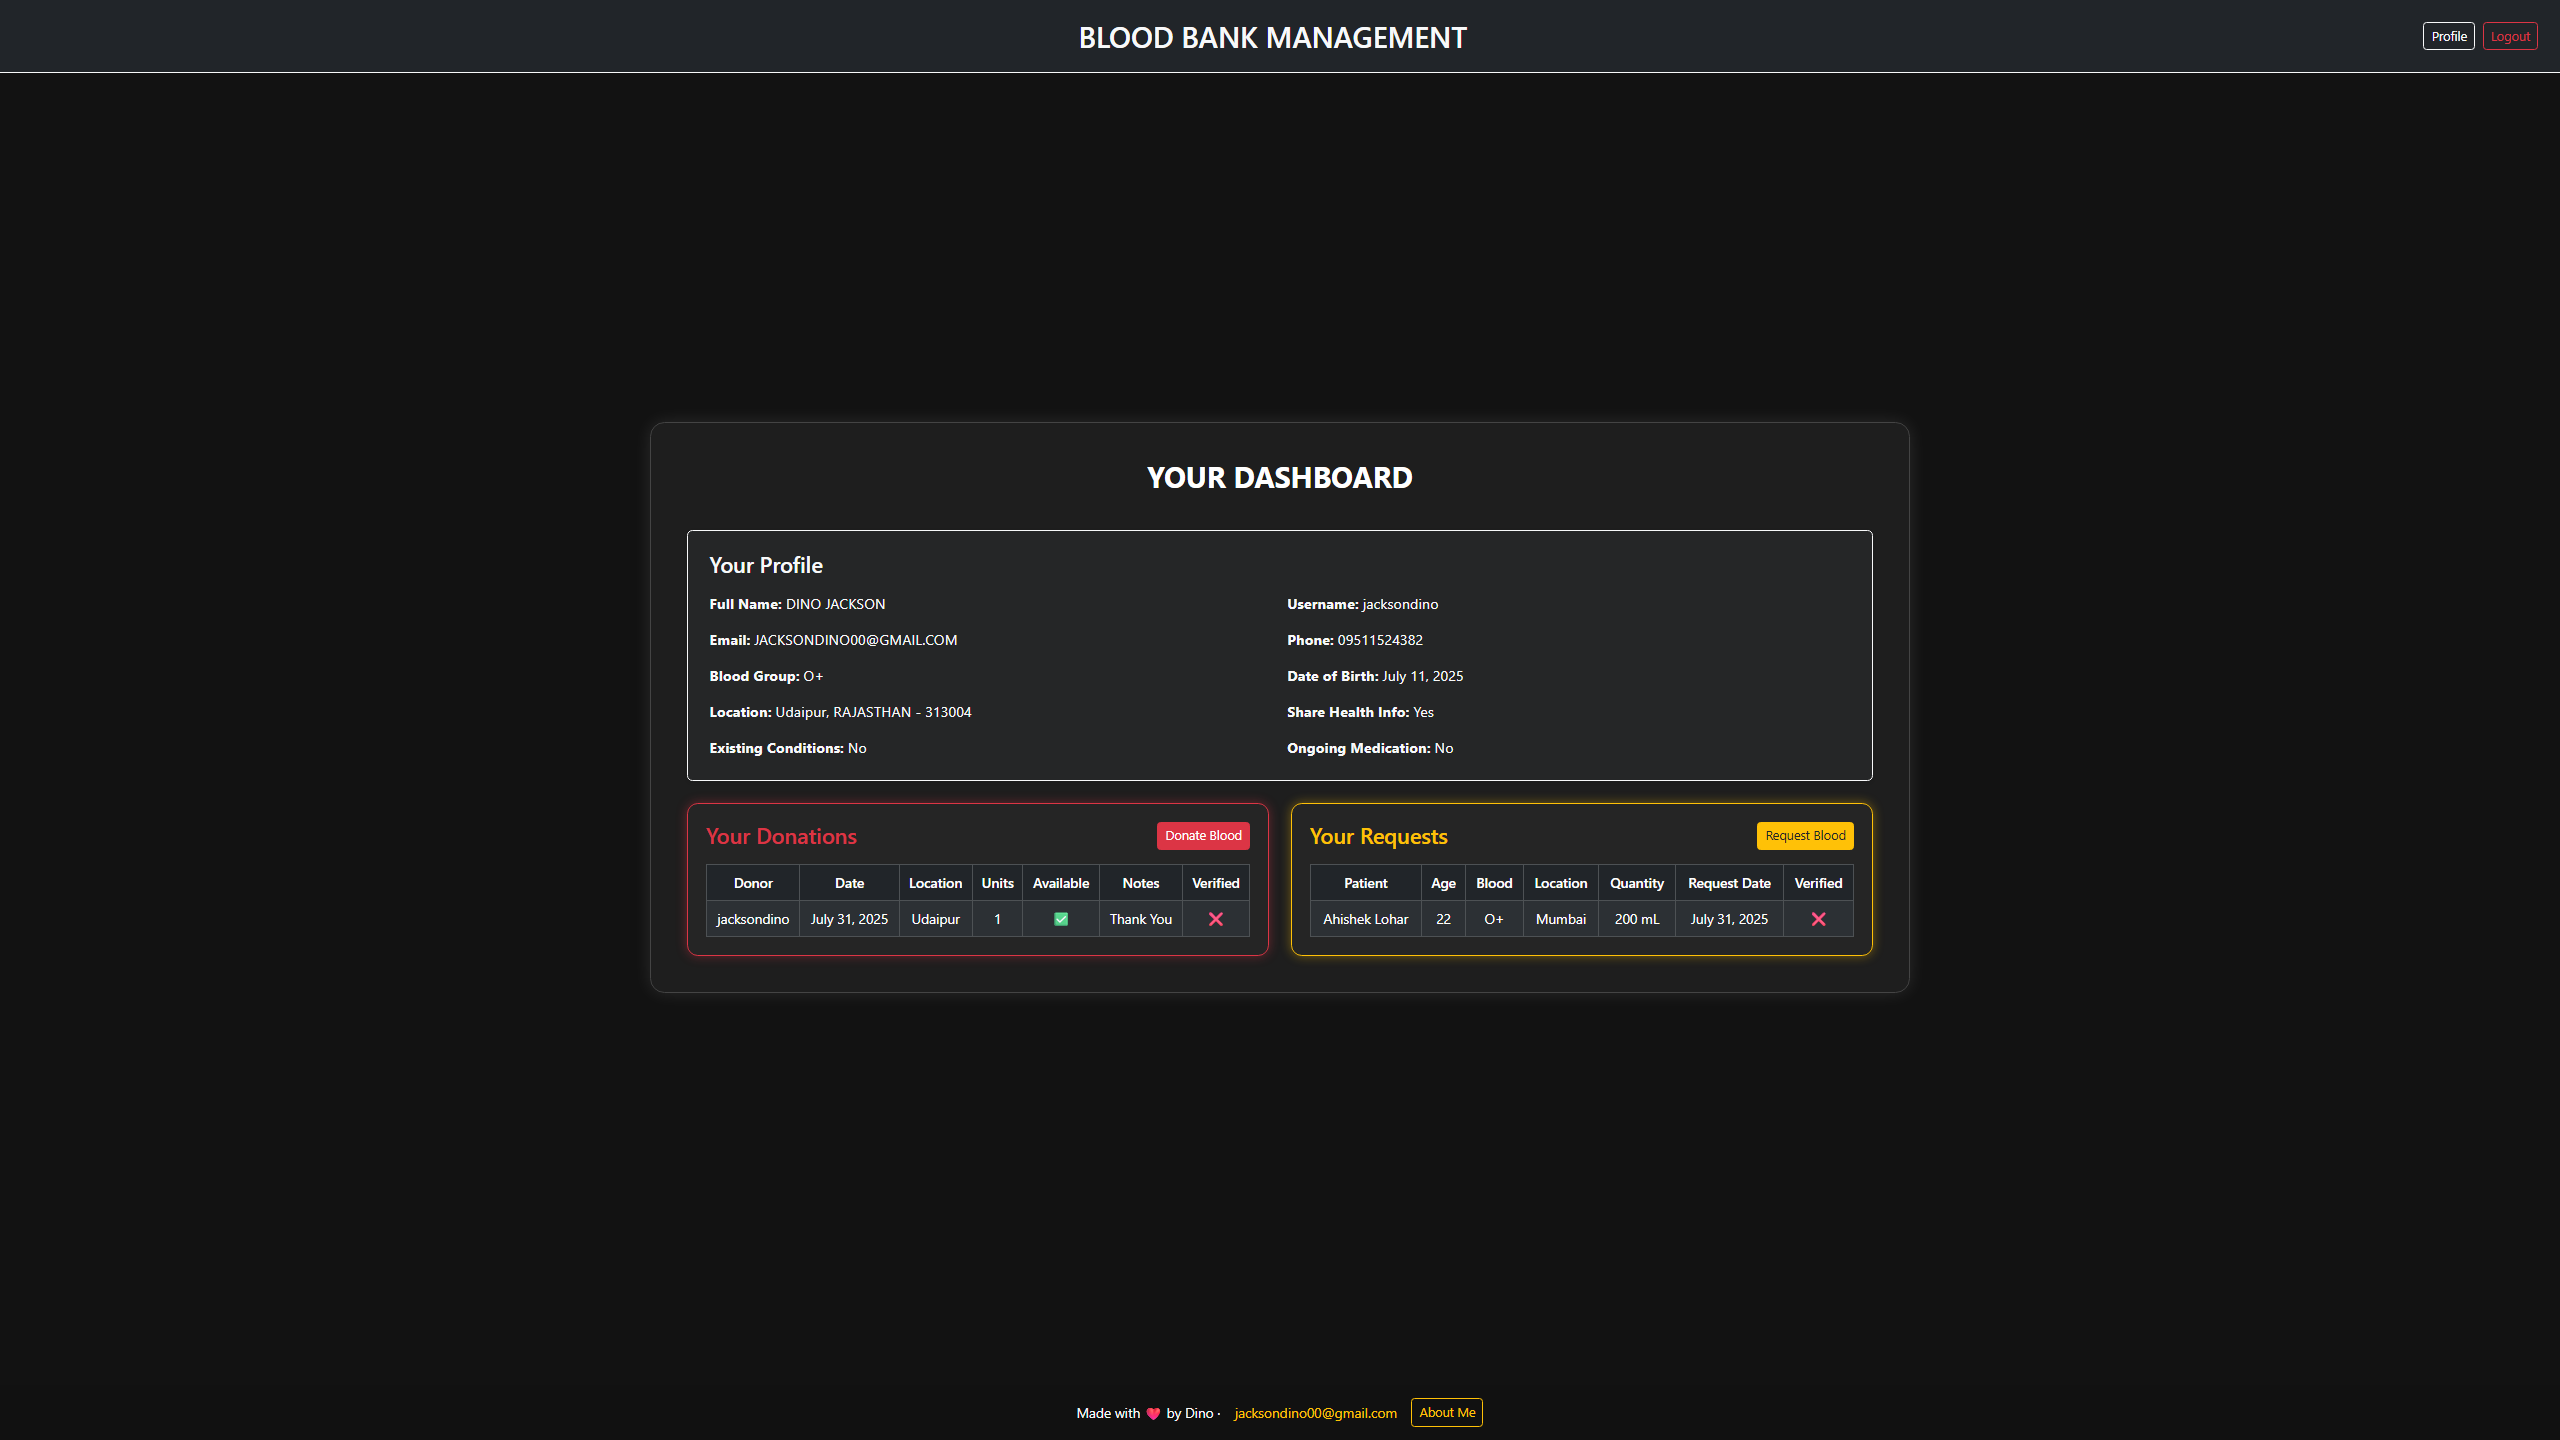 BLOOD BANK MANAGEMENT
Profile Logout
YOUR DASHBOARD
Your Profile
Full Name: DINO JACKSON Username: jacksondino
Email: JACKSONDINO00@GMAIL.COM Phone: 09511524382
Blood Group: O+ Date of Birth: July 11, 2025
Location: Udaipur, RAJASTHAN - 313004 Share Health Info: Yes
Existing Conditions: No Ongoing Medication: No
Your Donations Donate Blood
Donor Date Location Units Available Notes Verified
jacksondino July 31, 2025 Udaipur 1 ✅ Thank You ❌
Your Requests Request Blood
Patient Age Blood Location Quantity Request Date Verified
Ahishek Lohar 22 O+ Mumbai 200 mL July 31, 2025 ❌
Made with ❤️ by Dino · jacksondino00@gmail.com About Me